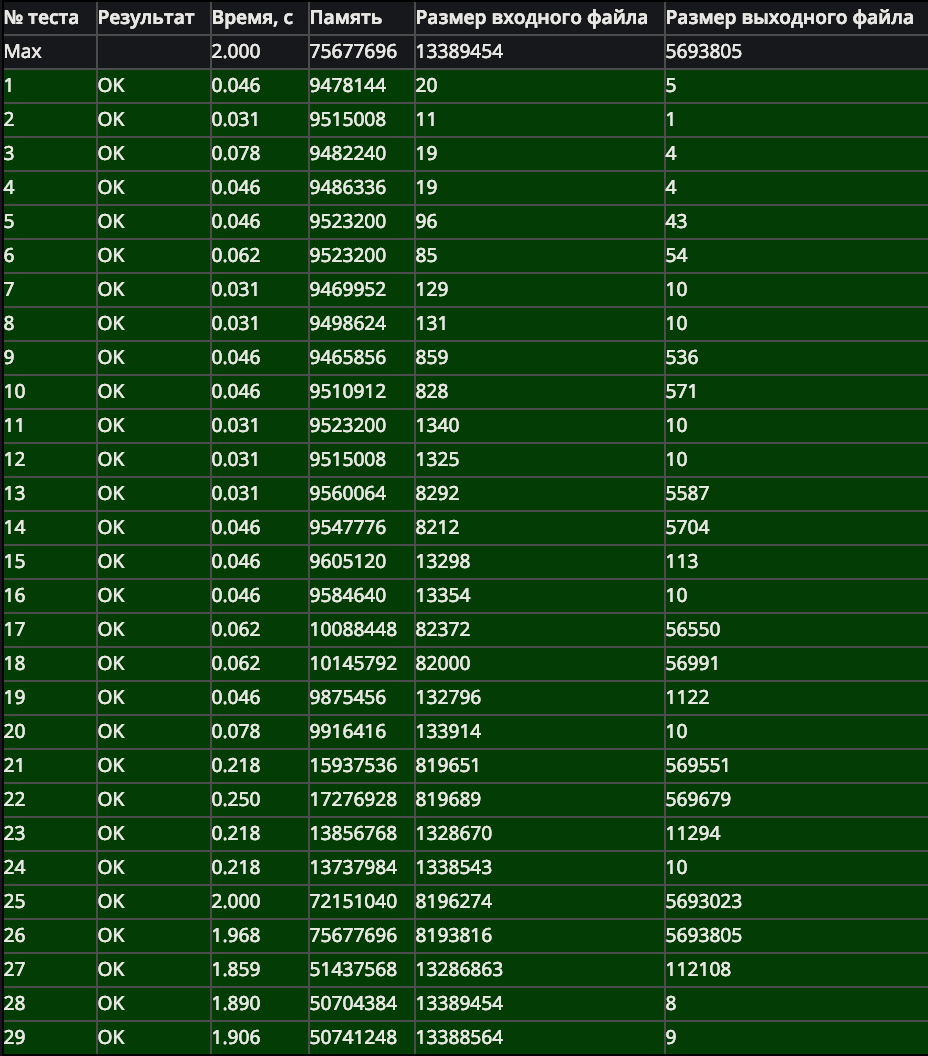 № теста Результат Время, с Память Размер входного файла Размер выходного файла
Max 2.000 75677696 13389454 5693805
1 OK 0.046 9478144 20 5
2 OK 0.031 9515008 11 1
3 OK 0.078 9482240 19 4
4 OK 0.046 9486336 19 4
5 OK 0.046 9523200 96 43
6 OK 0.062 9523200 85 54
7 OK 0.031 9469952 129 10
8 OK 0.031 9498624 131 10
9 OK 0.046 9465856 859 536
10 OK 0.046 9510912 828 571
11 OK 0.031 9523200 1340 10
12 OK 0.031 9515008 1325 10
13 OK 0.031 9560064 8292 5587
14 OK 0.046 9547776 8212 5704
15 OK 0.046 9605120 13298 113
16 OK 0.046 9584640 13354 10
17 OK 0.062 10088448 82372 56550
18 OK 0.062 10145792 82000 56991
19 OK 0.046 9875456 132796 1122
20 OK 0.078 9916416 133914 10
21 OK 0.218 15937536 819651 569551
22 OK 0.250 17276928 819689 569679
23 OK 0.218 13856768 1328670 11294
24 OK 0.218 13737984 1338543 10
25 OK 2.000 72151040 8196274 5693023
26 OK 1.968 75677696 8193816 5693805
27 OK 1.859 51437568 13286863 112108
28 OK 1.890 50704384 13389454 8
29 OK 1.906 50741248 13388564 9